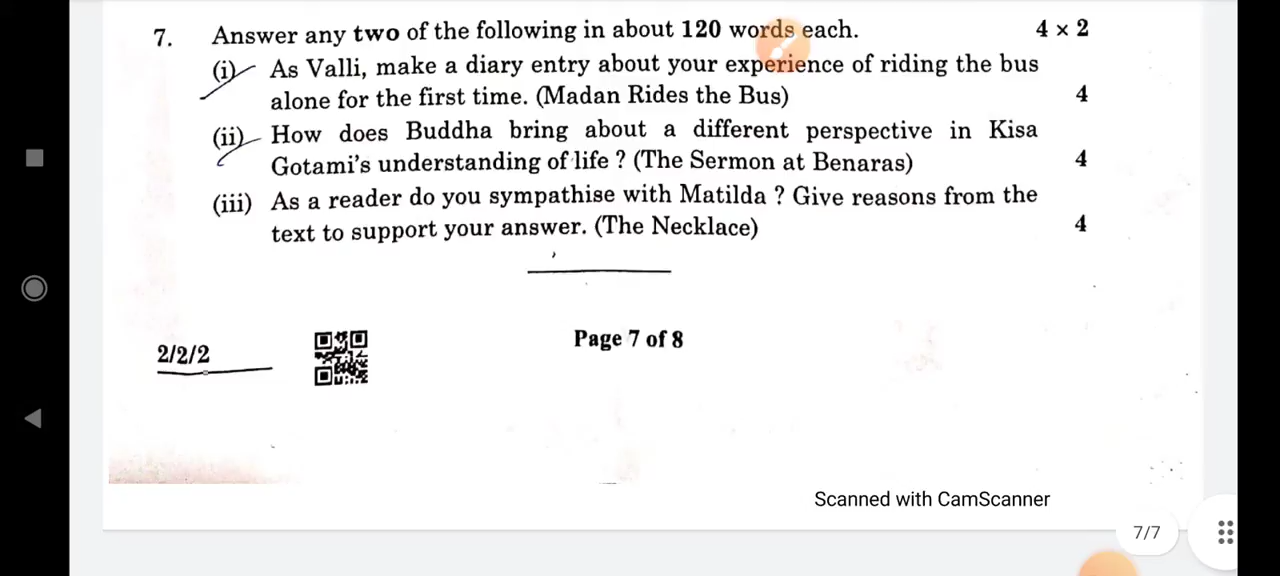 7. Answer any two of the following in about 120 words each. 4 × 2
(i) As Valli, make a diary entry about your experience of riding the bus
alone for the first time. (Madan Rides the Bus) 4
(ii) How does Buddha bring about a different perspective in Kisa
Gotami's understanding of life ? (The Sermon at Benaras) 4
(iii) As a reader do you sympathise with Matilda ? Give reasons from the
text to support your answer. (The Necklace) 4
2/2/2 Page 7 of 8
Scanned with CamScanner
7/7